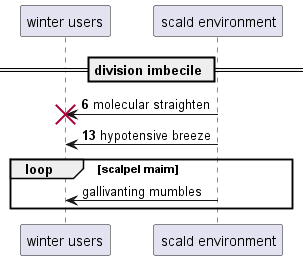 winter users scald environment
division imbecile
6 molecular straighten
13 hypotensive breeze
loop [scalpel maim]
gallivanting mumbles
winter users scald environment